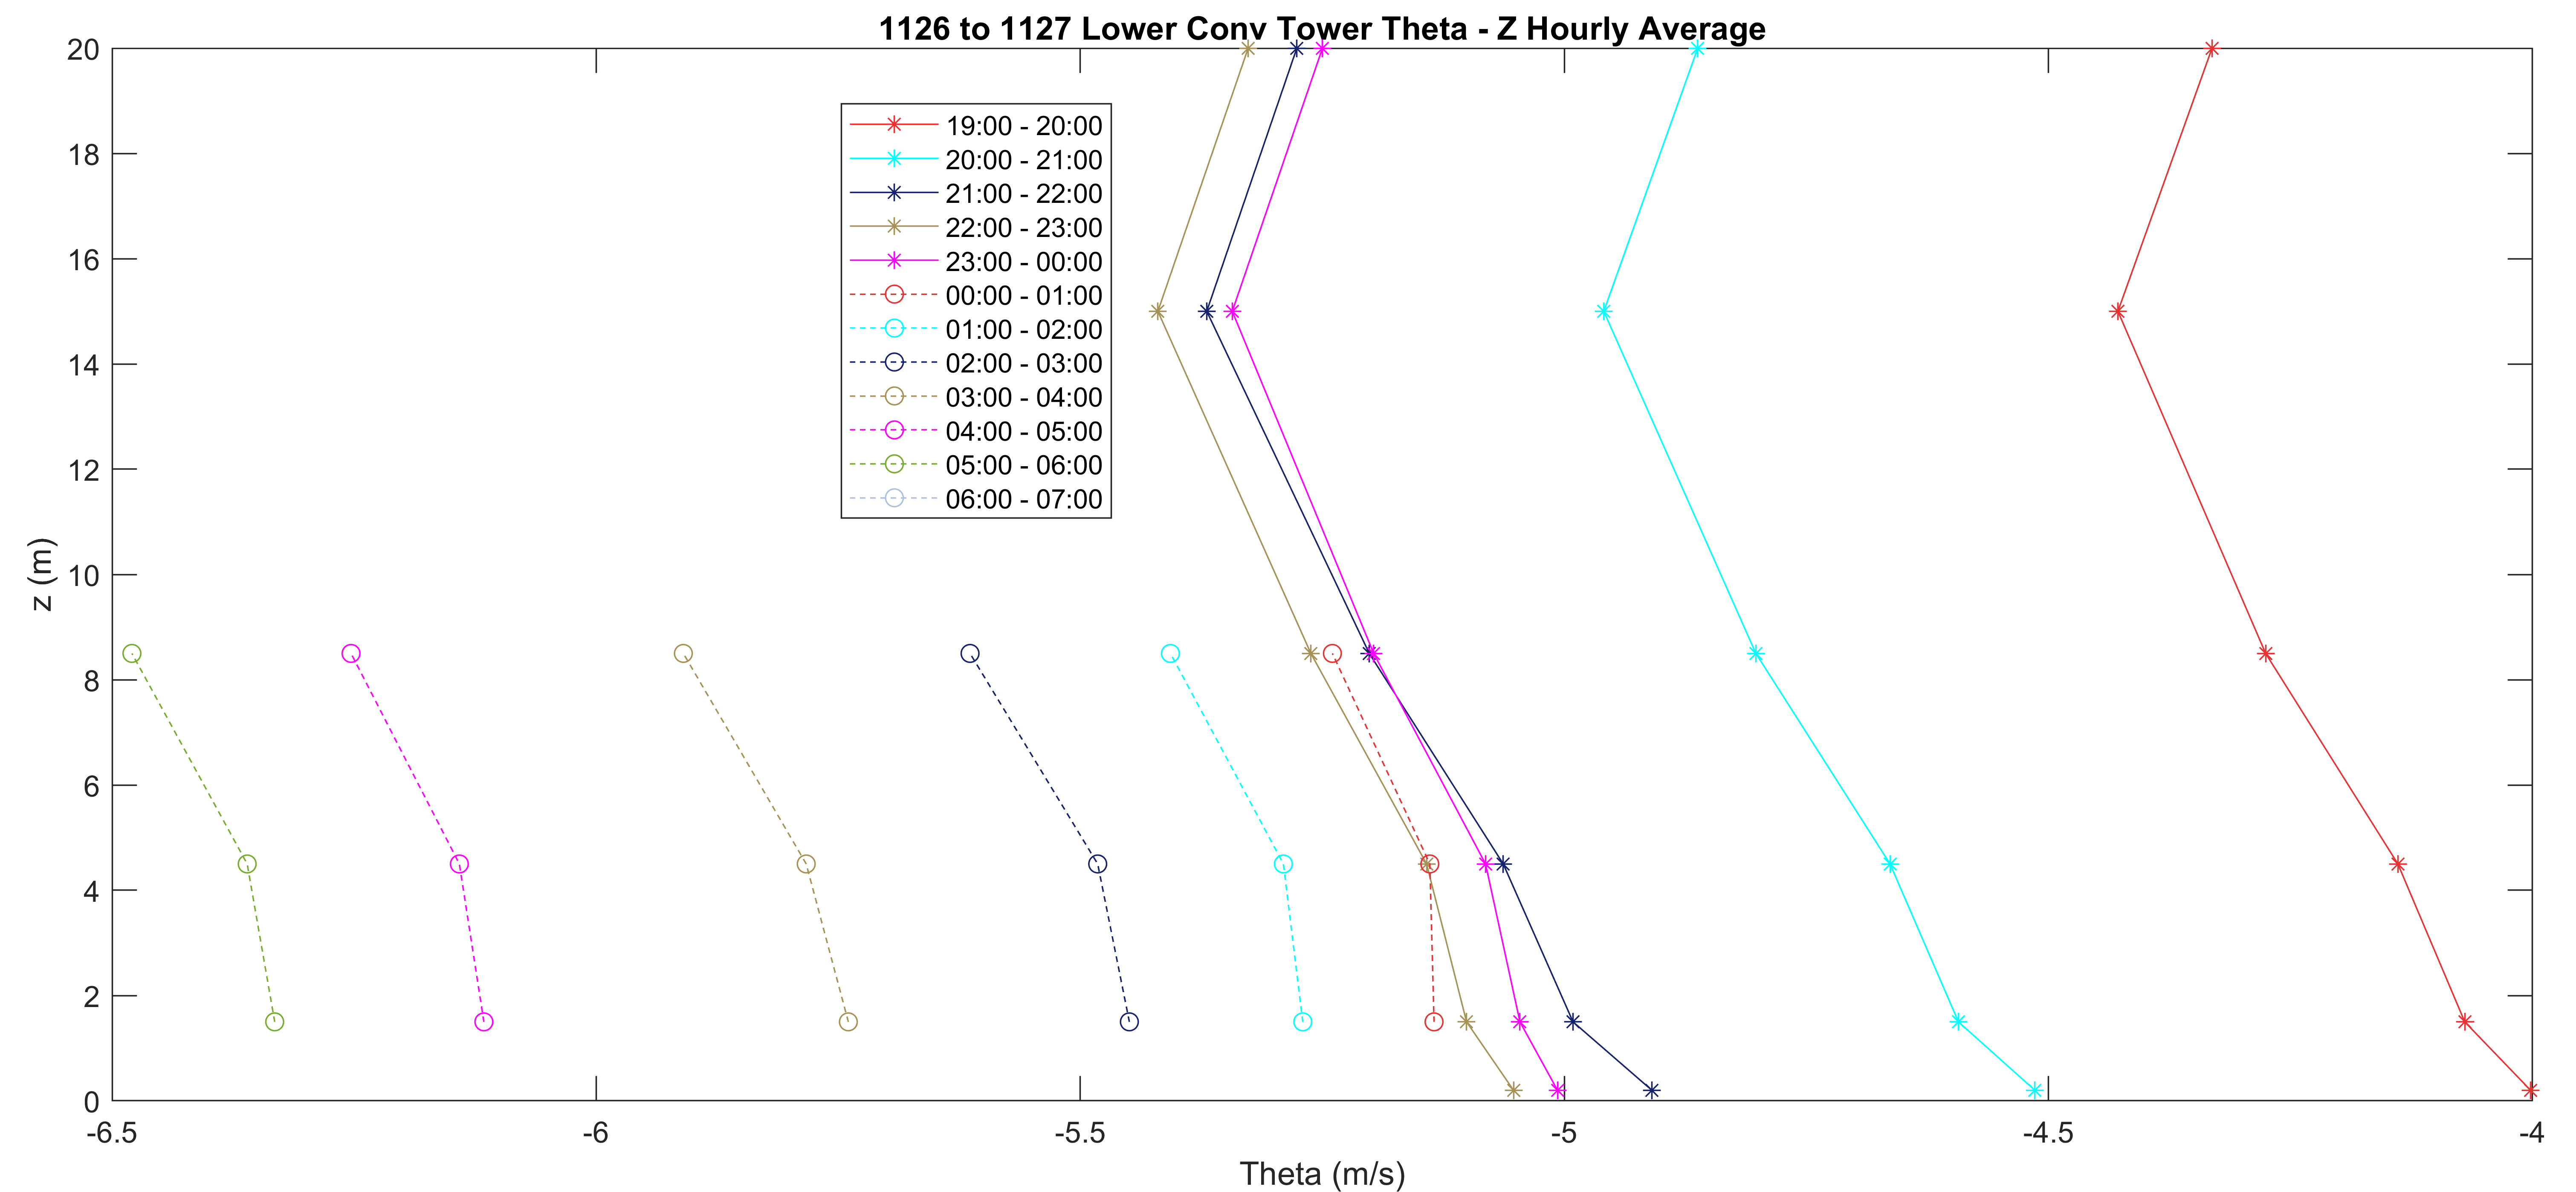 1126 to 1127 Lower Conv Tower Theta - Z Hourly Average
20
18
16
14
12
10
8
6
4
2
0
z (m)
19:00 - 20:00
20:00 - 21:00
21:00 - 22:00
22:00 - 23:00
23:00 - 00:00
00:00 - 01:00
01:00 - 02:00
02:00 - 03:00
03:00 - 04:00
04:00 - 05:00
05:00 - 06:00
06:00 - 07:00
-6.5 -6 -5.5 -5 -4.5 -4
Theta (m/s)